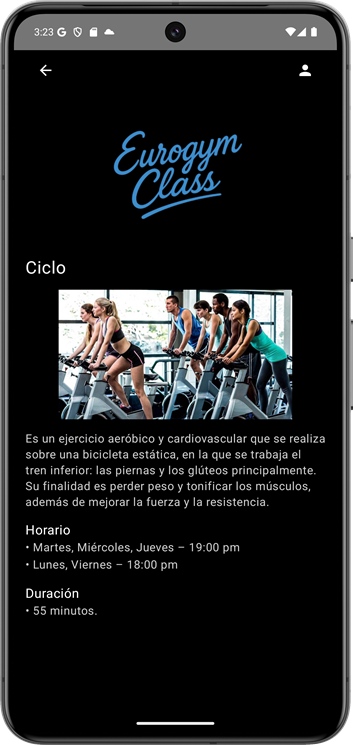 3:23
Eurogym
Class
Ciclo
Es un ejercicio aeróbico y cardiovascular que se realiza
sobre una bicicleta estática, en la que se trabaja el
tren inferior: las piernas y los glúteos principalmente.
Su finalidad es perder peso y tonificar los músculos,
además de mejorar la fuerza y la resistencia.
Horario
• Martes, Miércoles, Jueves – 19:00 pm
• Lunes, Viernes – 18:00 pm
Duración
• 55 minutos.